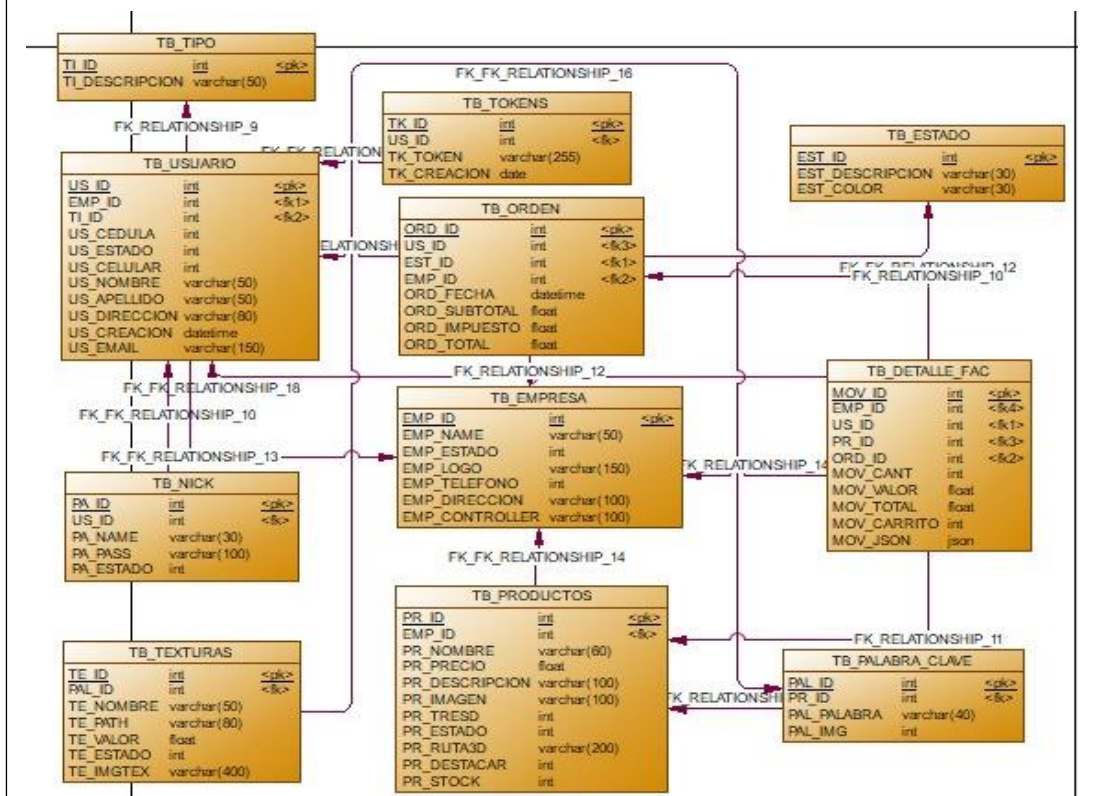 TB_TIPO
TI_ID int <pk>
TI_DESCRIPCION varchar(50)
FK_RELATIONSHIP_9
FK_FK_RELATIONSHIP_16
TB_TOKENS
TK_ID int <pk>
US_ID int <fk>
TK_TOKEN varchar(255)
TK_CREACION date
RELATION
TB_ESTADO
EST_ID int <pk>
EST_DESCRIPCION varchar(30)
EST_COLOR varchar(30)
TB_USUARIO
US_ID int <pk>
EMP_ID int <fk1>
TI_ID int <fk2>
US_CEDULA int
US_ESTADO int
US_CELULAR int
US_NOMBRE varchar(50)
US_APELLIDO varchar(50)
US_DIRECCION varchar(80)
US_CREACION datetime
US_EMAIL varchar(150)
TB_ORDEN
ORD_ID int <pk>
US_ID int <fk3>
EST_ID int <fk1>
EMP_ID int <fk2>
ORD_FECHA datetime
ORD_SUBTOTAL float
ORD_IMPUESTO float
ORD_TOTAL float
ELATIONSH
12
FK_RELATIONSHIP_10
FK_RELATIONSHIP_12
FK_FK_RELATIONSHIP_18
FK_FK_RELATIONSHIP_10
FK_FK_RELATIONSHIP_13
TB_EMPRESA
EMP_ID int <pk>
EMP_NAME varchar(50)
EMP_ESTADO int
EMP_LOGO varchar(150)
EMP_TELEFONO int
EMP_DIRECCION varchar(100)
EMP_CONTROLLER varchar(100)
K_RELATIONSHIP_14
TB_DETALLE_FAC
MOV_ID int <pk>
EMP_ID int <fk4>
US_ID int <fk1>
PR_ID int <fk3>
ORD_ID int <fk2>
MOV_CANT int
MOV_VALOR float
MOV_TOTAL float
MOV_CARRITO int
MOV_JSON json
TB_NICK
PA_ID int <pk>
US_ID int <fk>
PA_NAME varchar(30)
PA_PASS varchar(100)
PA_ESTADO int
FK_FK_RELATIONSHIP_14
TB_PRODUCTOS
PR_ID int <pk>
EMP_ID int <fk>
PR_NOMBRE varchar(60)
PR_PRECIO float
PR_DESCRIPCION varchar(100)
PR_IMAGEN varchar(100)
PR_TRESD int
PR_ESTADO int
PR_RUTA3D varchar(200)
PR_DESTACAR int
PR_STOCK int
FK_RELATIONSHIP_11
TB_TEXTURAS
TE_ID int <pk>
PAL_ID int <fk>
TE_NOMBRE varchar(50)
TE_PATH varchar(80)
TE_VALOR float
TE_ESTADO int
TE_IMGTEX varchar(400)
K_RELATIONSHI
TB_PALABRA_CLAVE
PAL_ID int <pk>
PR_ID int <fk>
PAL_PALABRA varchar(40)
PAL_IMG int